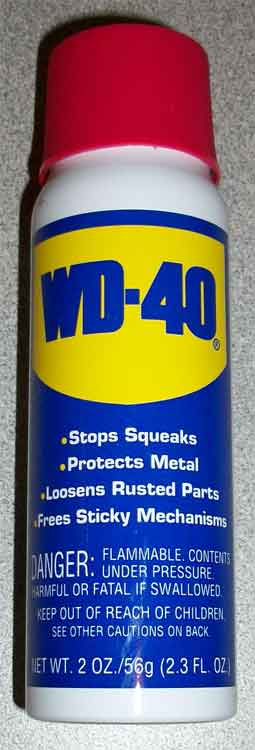 WD-40®
•Stops Squeaks
•Protects Metal
•Loosens Rusted Parts
•Frees Sticky Mechanisms
DANGER: FLAMMABLE. CONTENTS
UNDER PRESSURE.
HARMFUL OR FATAL IF SWALLOWED.
KEEP OUT OF REACH OF CHILDREN.
SEE OTHER CAUTIONS ON BACK.
NET WT. 2 OZ./56g (2.3 FL. OZ.)